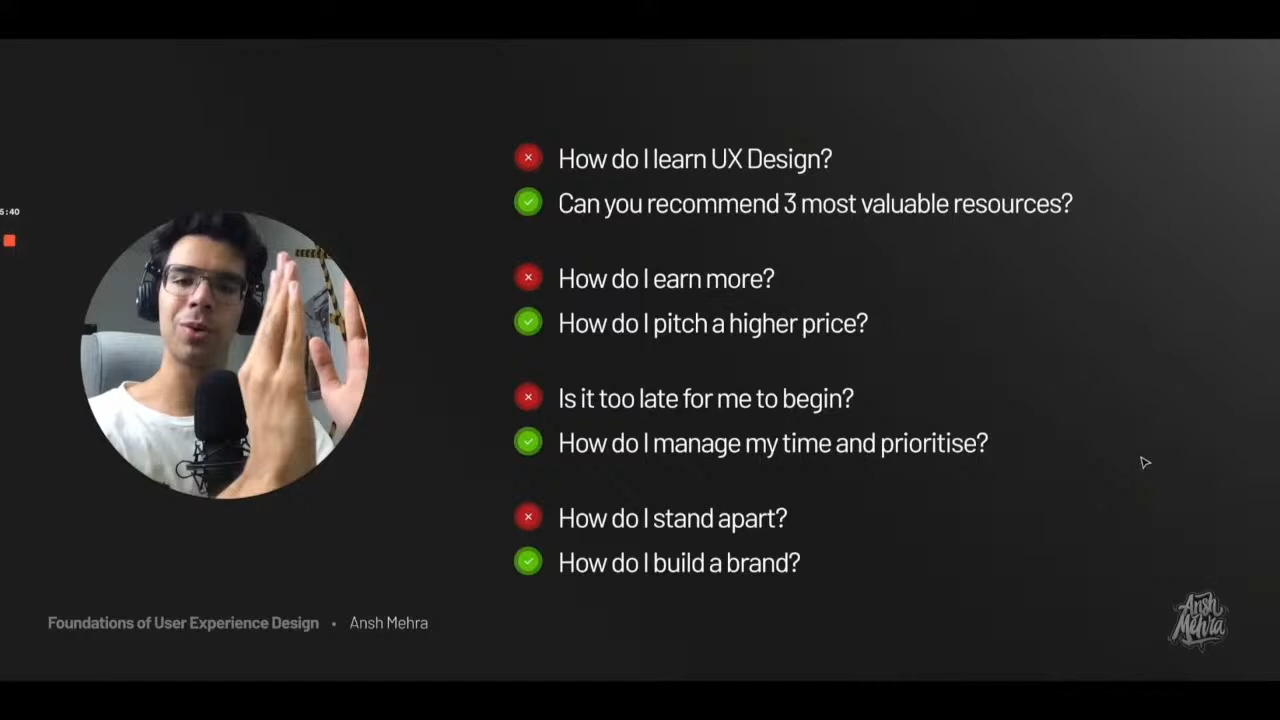 How do I learn UX Design?
Can you recommend 3 most valuable resources?
5:40
How do I earn more?
How do I pitch a higher price?
Is it too late for me to begin?
How do I manage my time and prioritise?
How do I stand apart?
How do I build a brand?
Foundations of User Experience Design • Ansh Mehra
Ansh
Mehra